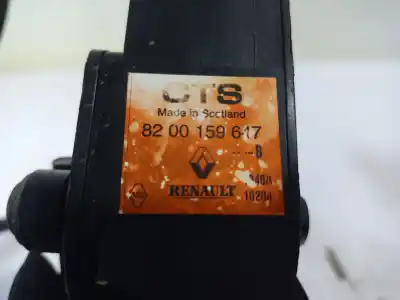 CTS
Made in Scotland
82 00 159 647
---B
RENAULT